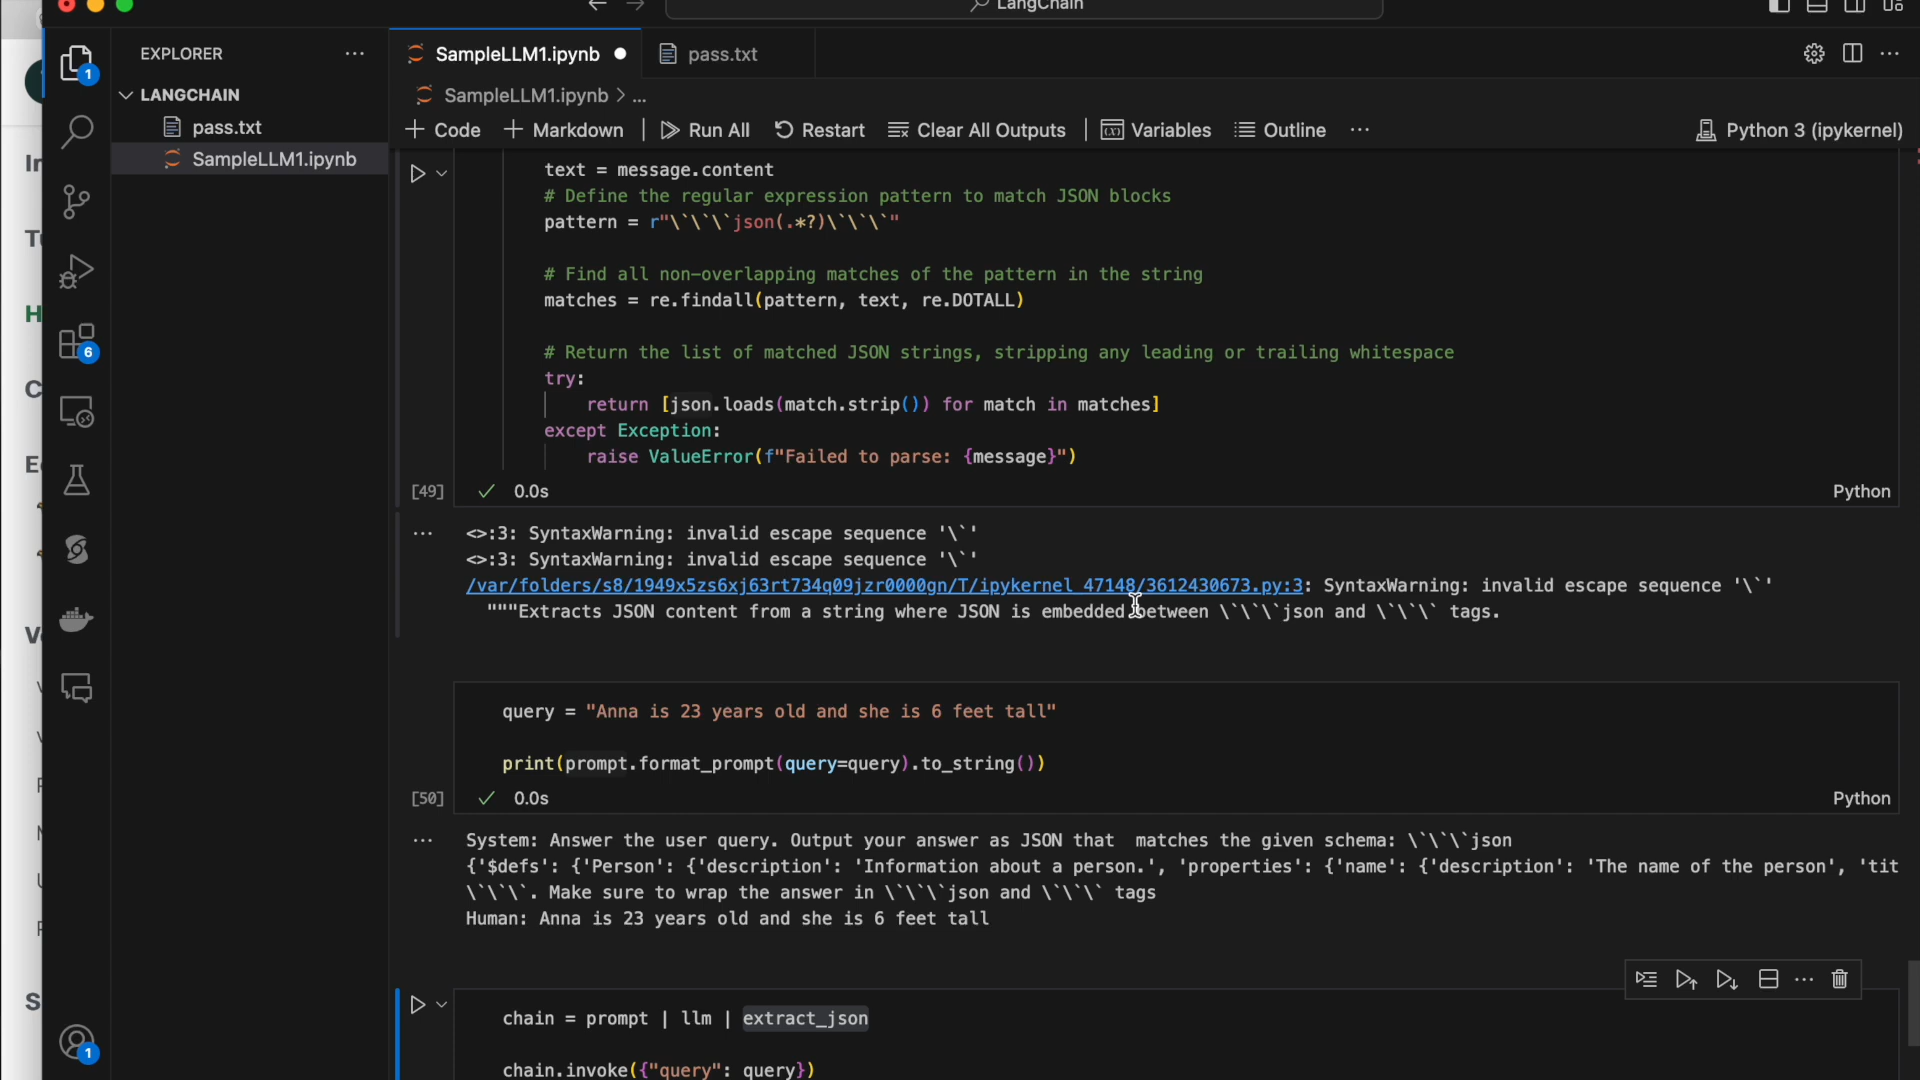 LangChain
EXPLORER
SampleLLM1.ipynb
pass.txt
LANGCHAIN
pass.txt
SampleLLM1.ipynb
SampleLLM1.ipynb > ...
+ Code + Markdown Run All Restart Clear All Outputs Variables Outline ... Python 3 (ipykernel)
text = message.content
# Define the regular expression pattern to match JSON blocks
pattern = r"\`\`\`json(.*?)\`\`\`"
# Find all non-overlapping matches of the pattern in the string
matches = re.findall(pattern, text, re.DOTALL)
# Return the list of matched JSON strings, stripping any leading or trailing whitespace
try:
return [json.loads(match.strip()) for match in matches]
except Exception:
raise ValueError(f"Failed to parse: {message}")
[49] 0.0s Python
<>:3: SyntaxWarning: invalid escape sequence '\`'
<>:3: SyntaxWarning: invalid escape sequence '\`'
/var/folders/s8/1949x5zs6xj63rt734q09jzr0000gn/T/ipykernel_47148/3612430673.py:3: SyntaxWarning: invalid escape sequence '\`'
"""Extracts JSON content from a string where JSON is embedded between \`\`\`json and \`\`\` tags.
query = "Anna is 23 years old and she is 6 feet tall"
print(prompt.format_prompt(query=query).to_string())
[50] 0.0s Python
System: Answer the user query. Output your answer as JSON that  matches the given schema: \`\`\`json
{'$defs': {'Person': {'description': 'Information about a person.', 'properties': {'name': {'description': 'The name of the person', 'tit
\`\`\`. Make sure to wrap the answer in \`\`\`json and \`\`\` tags
Human: Anna is 23 years old and she is 6 feet tall
chain = prompt | llm | extract_json
chain.invoke({"query": query})
1
6
1